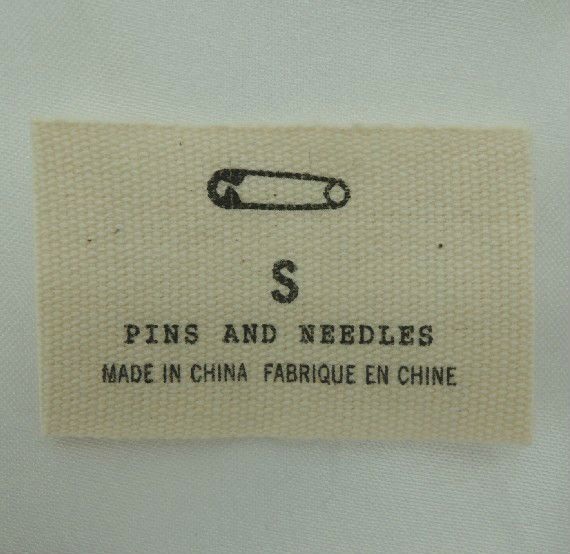 S
PINS AND NEEDLES
MADE IN CHINA FABRIQUE EN CHINE